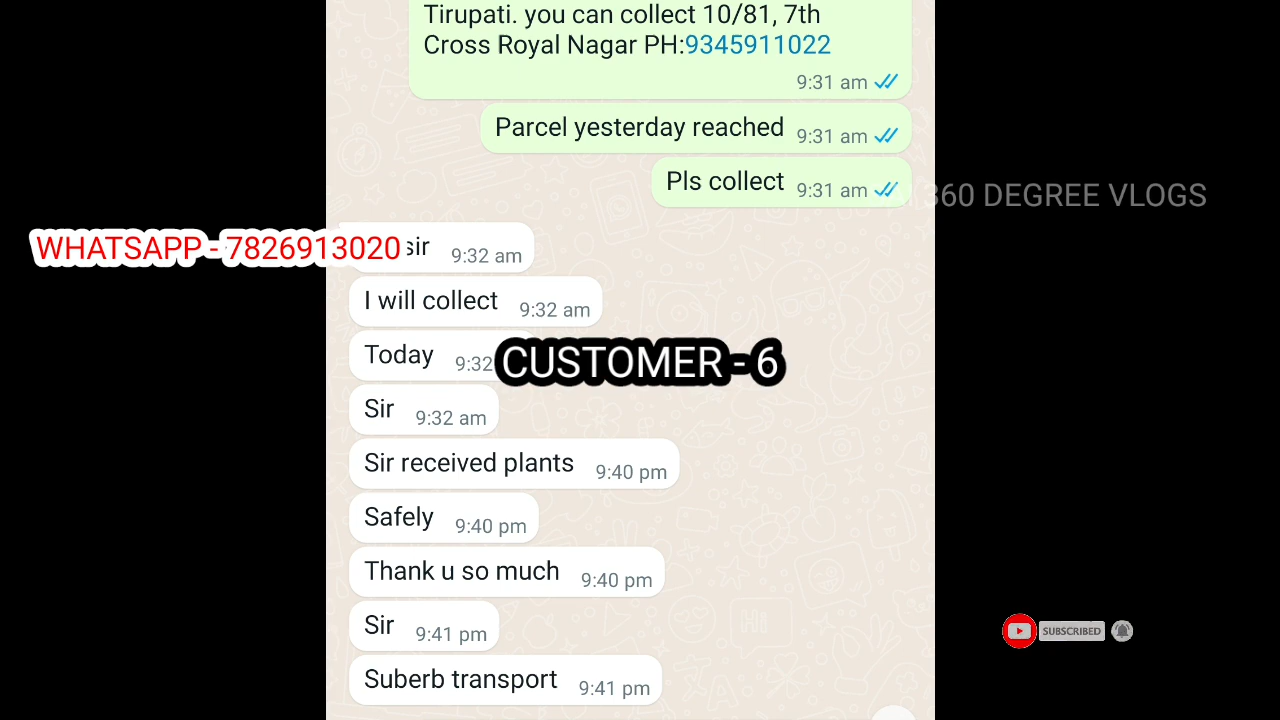 Tirupati. you can collect 10/81, 7th
Cross Royal Nagar PH:9345911022
9:31 am
Parcel yesterday reached 9:31 am
Pls collect 9:31 am
360 DEGREE VLOGS
WHATSAPP - 7826913020
sir 9:32 am
I will collect 9:32 am
Today 9:32
CUSTOMER - 6
Sir 9:32 am
Sir received plants 9:40 pm
Safely 9:40 pm
Thank u so much 9:40 pm
Sir 9:41 pm
SUBSCRIBED
Suberb transport 9:41 pm